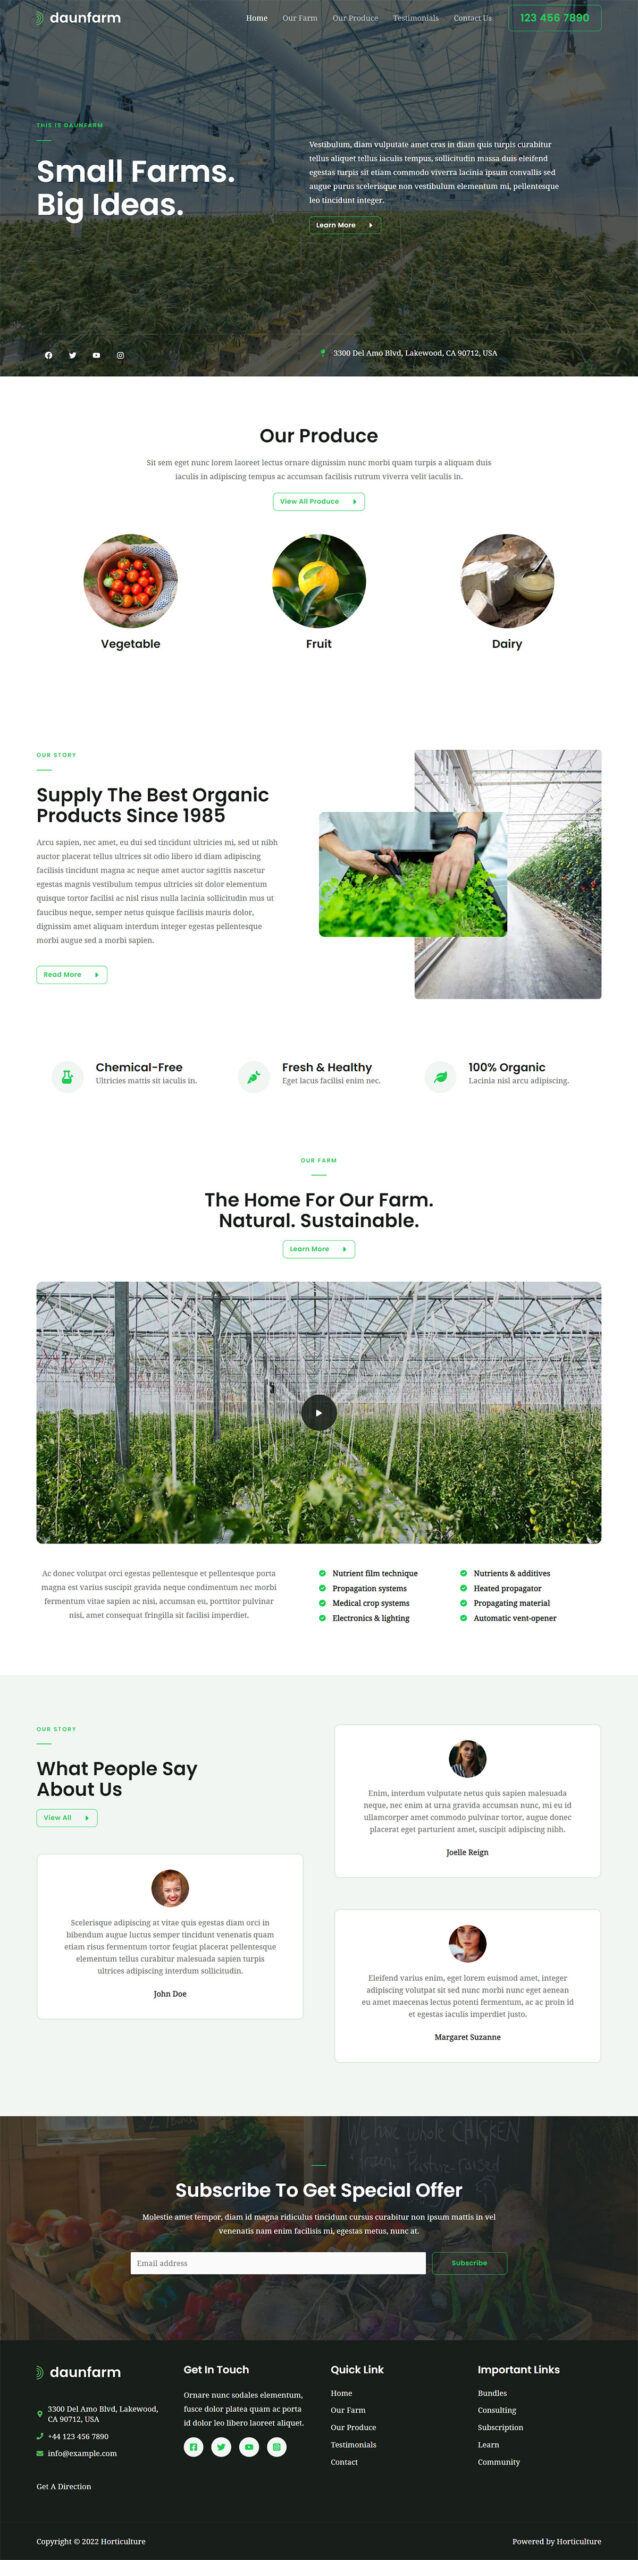 daunfarm
Home Our Farm Our Produce Testimonials Contact Us 123 456 7890
THIS IS DAUNFARM
Small Farms.
Big Ideas.
Vestibulum, diam vulputate amet cras in diam quis turpis curabitur
tellus aliquet tellus iaculis tempus, sollicitudin massa duis eleifend
egestas turpis sit etiam commodo viverra lacinia ipsum convallis sed
augue purus scelerisque non vestibulum elementum mi, pellentesque
leo tincidunt integer.
Learn More
3300 Del Amo Blvd, Lakewood, CA 90712, USA
Our Produce
Sit sem eget nunc lorem laoreet lectus ornare dignissim nunc morbi quam turpis a aliquam duis
iaculis in adipiscing tempus ac accumsan facilisis rutrum viverra velit iaculis in.
View All Produce
Vegetable
Fruit
Dairy
OUR STORY
Supply The Best Organic
Products Since 1985
Arcu sapien, nec amet, eu dui sed tincidunt ultricies mi, sed ut nibh
auctor placerat tellus ultrices sit odio libero id diam adipiscing
facilisis tincidunt magna ac neque amet auctor sagittis nascetur
egestas magnis vestibulum tempus ultricies sit dolor elementum
quisque tortor facilisi ac nisl risus nulla lacinia sollicitudin mus ut
faucibus neque, semper netus quisque facilisis mauris dolor,
dignissim amet aliquam interdum integer egestas pellentesque
morbi augue sed a morbi sapien.
Read More
Chemical-Free
Ultricies mattis sit iaculis in.
Fresh & Healthy
Eget lacus facilisi enim nec.
100% Organic
Lacinia nisl arcu adipiscing.
OUR FARM
The Home For Our Farm.
Natural. Sustainable.
Learn More
Ac donec volutpat orci egestas pellentesque et pellentesque porta
magna est varius suscipit gravida neque condimentum nec morbi
fermentum vitae sapien ac nisi, accumsan eu, porttitor pulvinar
nisi, amet consequat fringilla sit facilisi imperdiet.
Nutrient film technique
Propagation systems
Medical crop systems
Electronics & lighting
Nutrients & additives
Heated propagator
Propagating material
Automatic vent-opener
OUR STORY
What People Say
About Us
View All
Scelerisque adipiscing at vitae quis egestas diam orci in
bibendum augue luctus semper tincidunt venenatis quam
etiam risus fermentum tortor feugiat placerat pellentesque
elementum tellus curabitur malesuada sapien turpis
ultrices adipiscing interdum sollicitudin.
John Doe
Enim, interdum vulputate netus quis sapien malesuada
neque, nec enim at urna gravida accumsan nunc, mi eu id
ullamcorper amet commodo pulvinar tortor, augue donec
placerat eget parturient amet, suscipit adipiscing nibh.
Joelle Reign
Eleifend varius enim, eget lorem euismod amet, integer
adipiscing volutpat sit sed nunc morbi nunc eget aenean
eu amet maecenas lectus potenti fermentum, ac ac proin id
et egestas iaculis imperdiet justo.
Margaret Suzanne
We have whole CHICKEN
Pasture-raised
Subscribe To Get Special Offer
Molestie amet tempor, diam id magna ridiculus tincidunt cursus curabitur non ipsum mattis in vel
venenatis nam enim facilisis mi, egestas metus, nunc at.
Email address
Subscribe
daunfarm
3300 Del Amo Blvd, Lakewood,
CA 90712, USA
+44 123 456 7890
info@example.com
Get A Direction
Get In Touch
Ornare nunc sodales elementum,
fusce dolor platea quam ac porta
id dolor leo libero laoreet aliquet.
Quick Link
Home
Our Farm
Our Produce
Testimonials
Contact
Important Links
Bundles
Consulting
Subscription
Learn
Community
Copyright © 2022 Horticulture
Powered by Horticulture